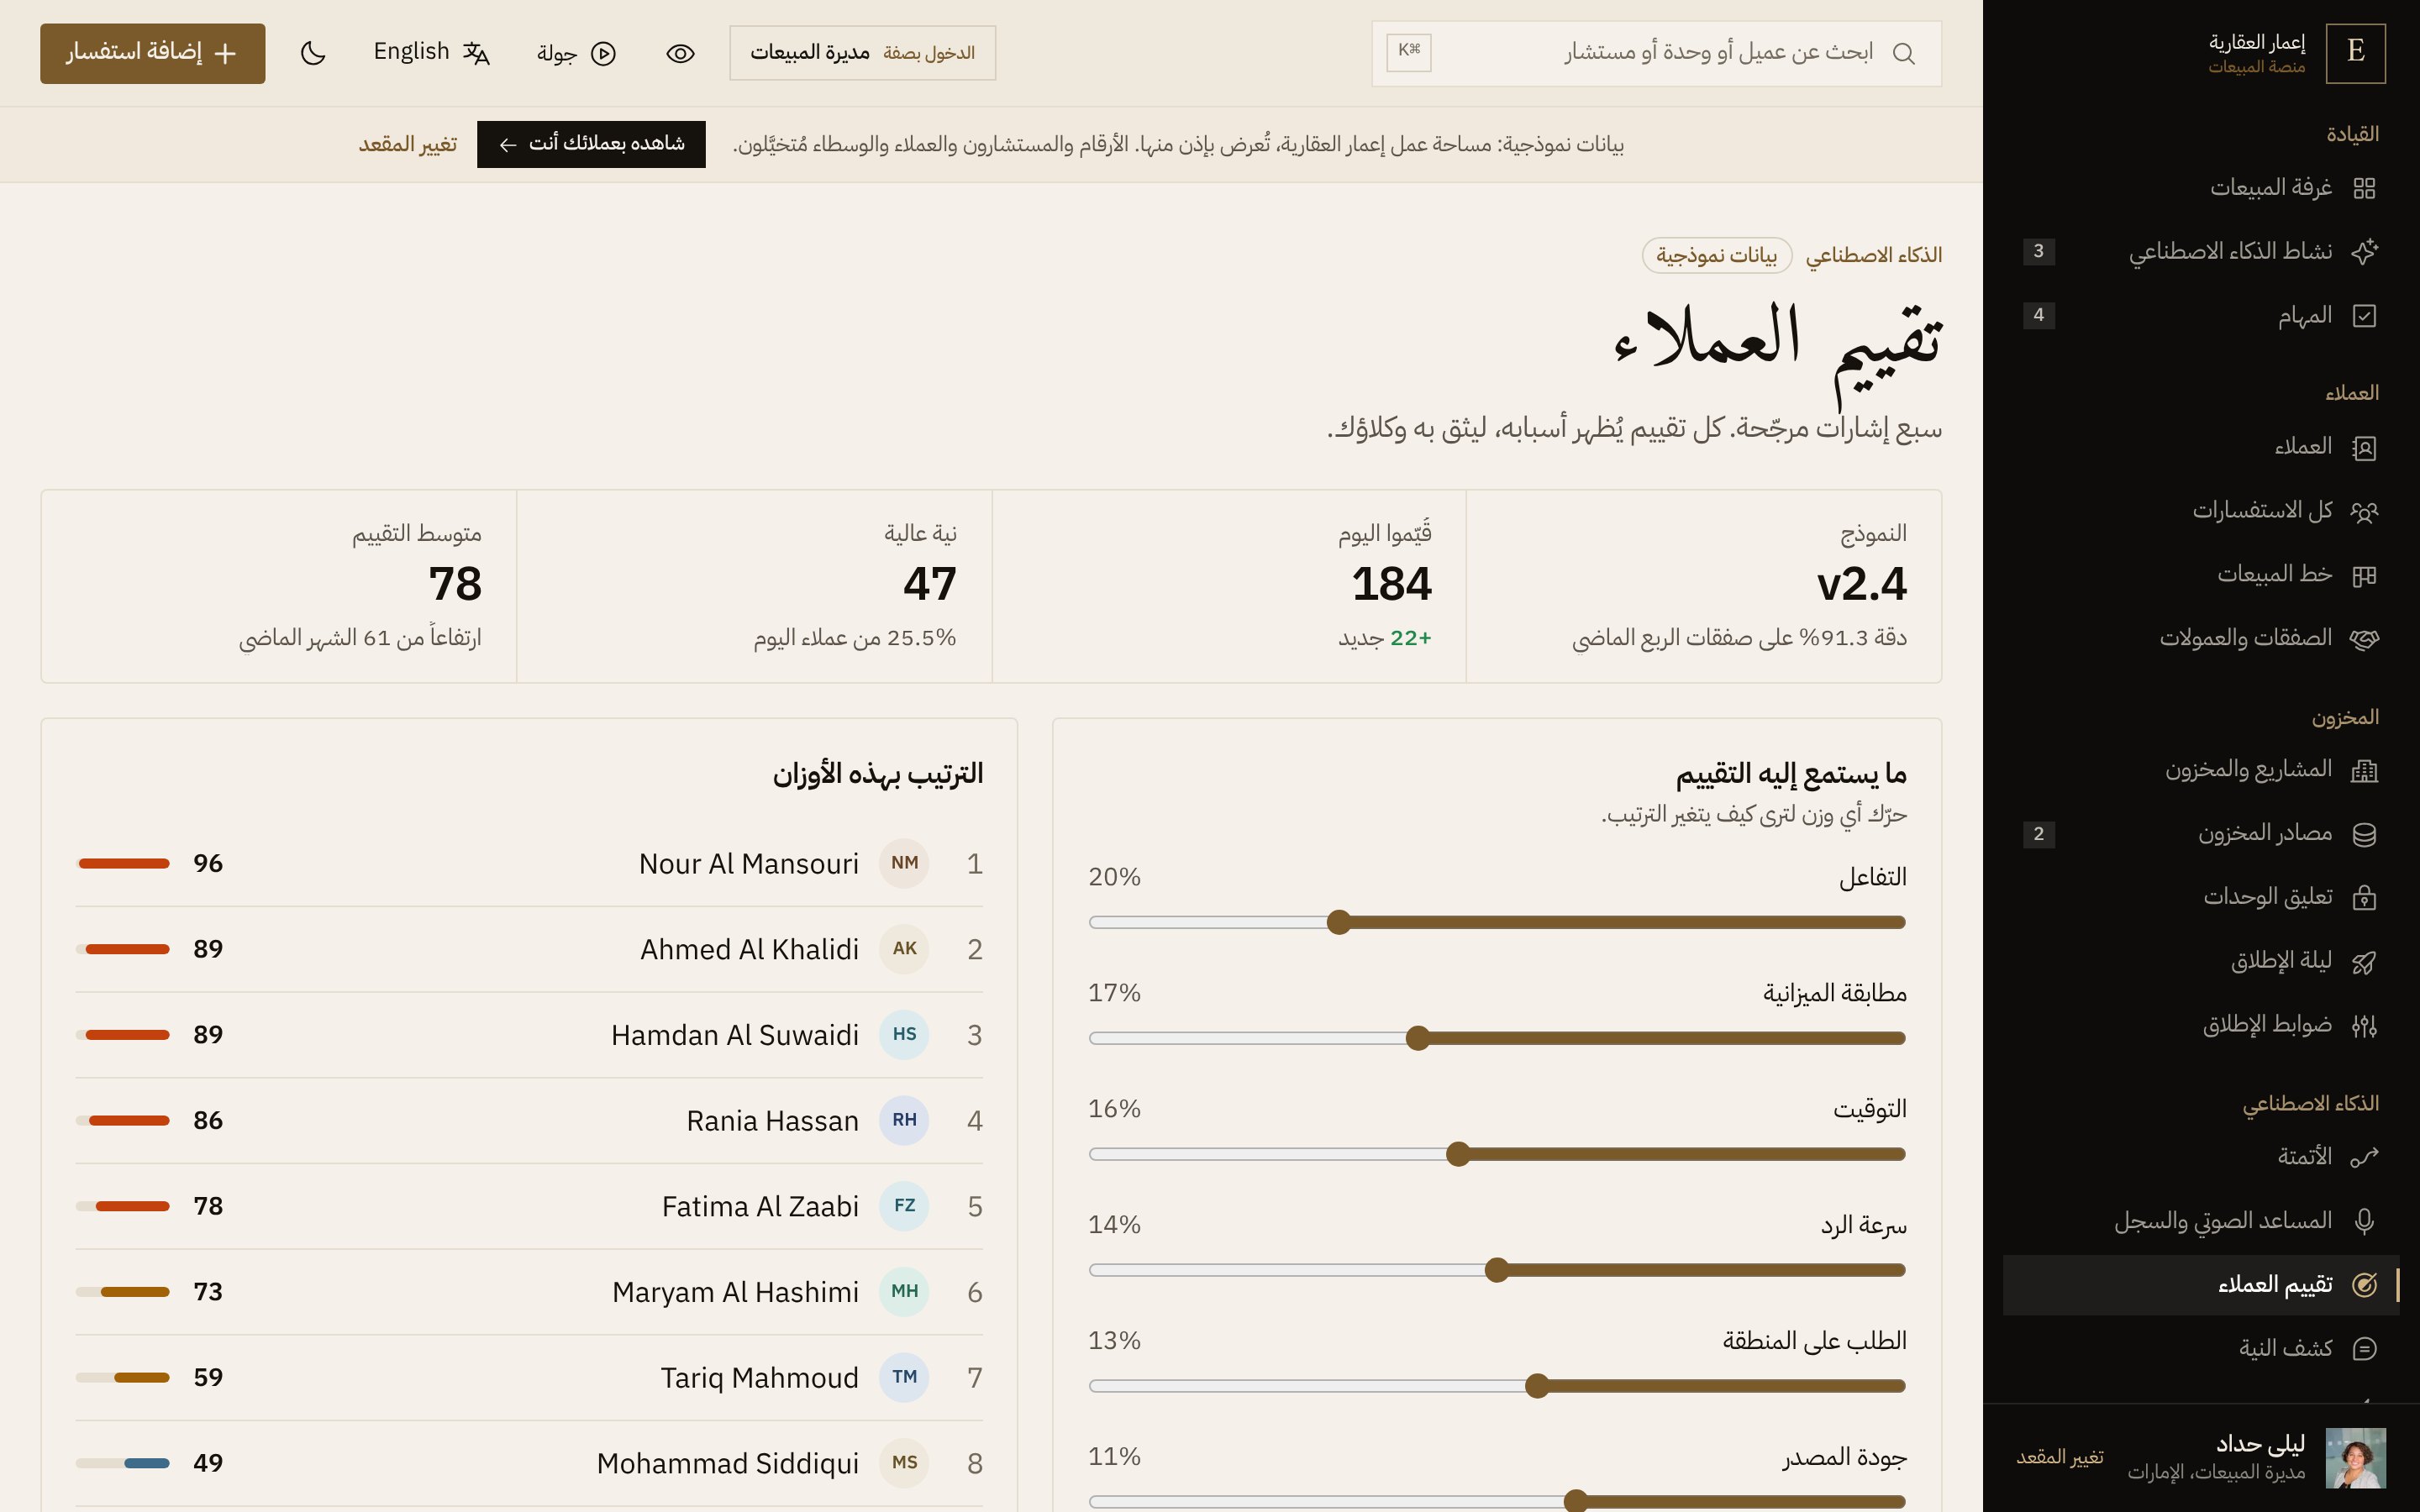 E
إعمار العقارية
منصة المبيعات
القيادة
غرفة المبيعات
نشاط الذكاء الاصطناعي 3
المهام 4
العملاء
العملاء
كل الاستفسارات
خط المبيعات
الصفقات والعمولات
المخزون
المشاريع والمخزون
مصادر المخزون 2
تعليق الوحدات
ليلة الإطلاق
ضوابط الإطلاق
الذكاء الاصطناعي
الأتمتة
المساعد الصوتي والسجل
تقييم العملاء
كشف النية
ليلى حداد
مديرة المبيعات، الإمارات
تغيير المقعد
ابحث عن عميل أو وحدة أو مستشار
⌘K
الدخول بصفة مديرة المبيعات
جولة
English
إضافة استفسار
بيانات نموذجية: مساحة عمل إعمار العقارية، تُعرض بإذن منها. الأرقام والمستشارون والعملاء والوسطاء مُتخيَّلون.
شاهده بعملائك أنت ←
تغيير المقعد
الذكاء الاصطناعي بيانات نموذجية
تقييم العملاء
سبع إشارات مرجّحة. كل تقييم يُظهر أسبابه، ليثق به وكلاؤك.
النموذج
v2.4
دقة 91.3% على صفقات الربع الماضي
قُيّموا اليوم
184
+22 جديد
نية عالية
47
25.5% من عملاء اليوم
متوسط التقييم
78
ارتفاعاً من 61 الشهر الماضي
ما يستمع إليه التقييم
حرّك أي وزن لترى كيف يتغير الترتيب.
التفاعل 20%
مطابقة الميزانية 17%
التوقيت 16%
سرعة الرد 14%
الطلب على المنطقة 13%
جودة المصدر 11%
الترتيب بهذه الأوزان
1 NM Nour Al Mansouri 96
2 AK Ahmed Al Khalidi 89
3 HS Hamdan Al Suwaidi 89
4 RH Rania Hassan 86
5 FZ Fatima Al Zaabi 78
6 MH Maryam Al Hashimi 73
7 TM Tariq Mahmoud 59
8 MS Mohammad Siddiqui 49